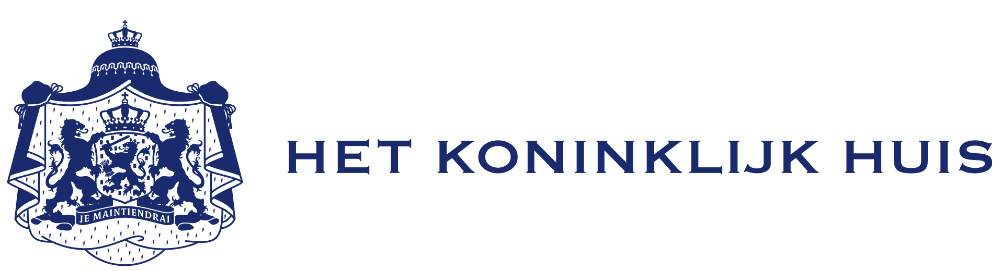 JE MAINTIENDRAI
HET KONINKLIJK HUIS